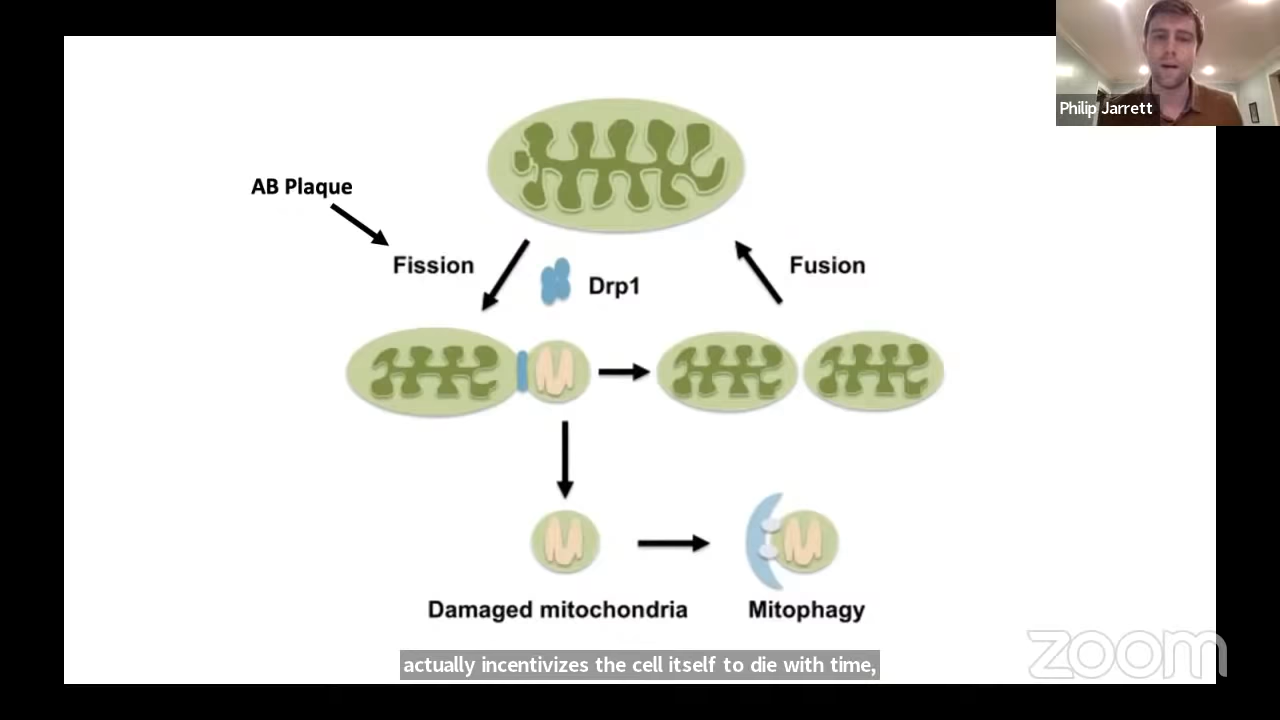 Philip Jarrett
AB Plaque
Fission
Drp1
Fusion
Damaged mitochondria
Mitophagy
actually incentivizes the cell itself to die with time,
zoom